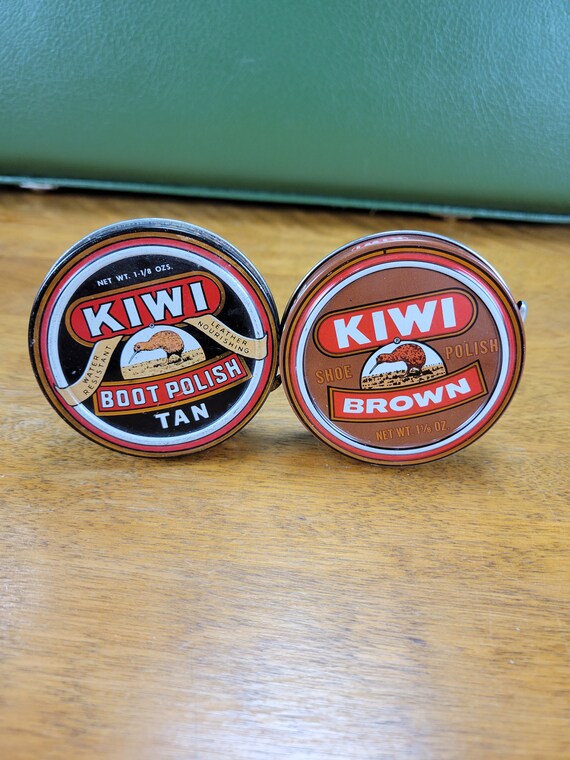 NET WT. 1-1/8 OZS.
KIWI
WATER
RESISTANT
LEATHER
NOURISHING
BOOT POLISH
TAN
KIWI
SHOE POLISH
BROWN
NET WT. 1⅛ OZ.